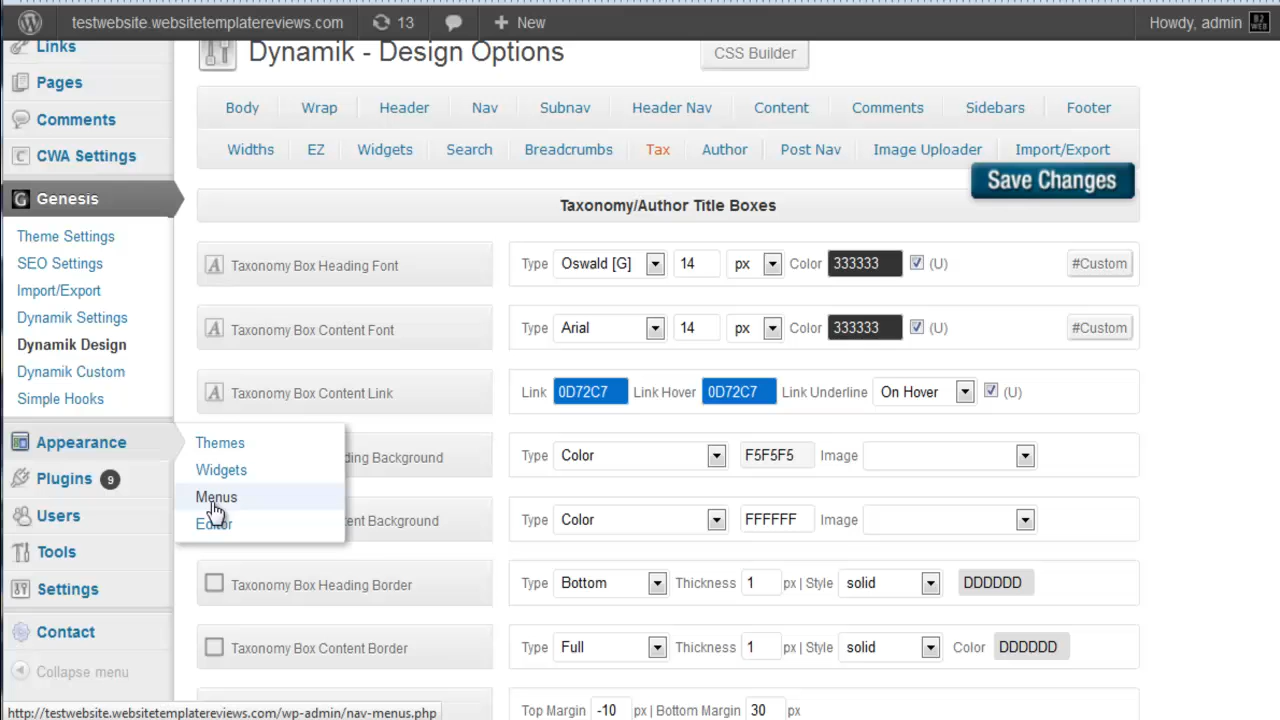 testwebsite.websitetemplatereviews.com 13 New Howdy, admin
Links
Pages
Comments
CWA Settings
Genesis
Theme Settings
SEO Settings
Import/Export
Dynamik Settings
Dynamik Design
Dynamik Custom
Simple Hooks
Appearance
Plugins 9
Users
Tools
Settings
Contact
Collapse menu
Themes
Widgets
Menus
Editor
Dynamik - Design Options CSS Builder
Body Wrap Header Nav Subnav Header Nav Content Comments Sidebars Footer
Widths EZ Widgets Search Breadcrumbs Tax Author Post Nav Image Uploader Import/Export
Save Changes
Taxonomy/Author Title Boxes
Taxonomy Box Heading Font Type Oswald [G] 14 px Color 333333 (U) #Custom
Taxonomy Box Content Font Type Arial 14 px Color 333333 (U) #Custom
Taxonomy Box Content Link Link 0D72C7 Link Hover 0D72C7 Link Underline On Hover (U)
ding Background Color F5F5F5 Image
ent Background Color FFFFFF Image
Taxonomy Box Heading Border Type Bottom Thickness 1 px | Style solid DDDDDD
Taxonomy Box Content Border Type Full Thickness 1 px | Style solid Color DDDDDD
Top Margin -10 px | Bottom Margin 30 px
http://testwebsite.websitetemplatereviews.com/wp-admin/nav-menus.php